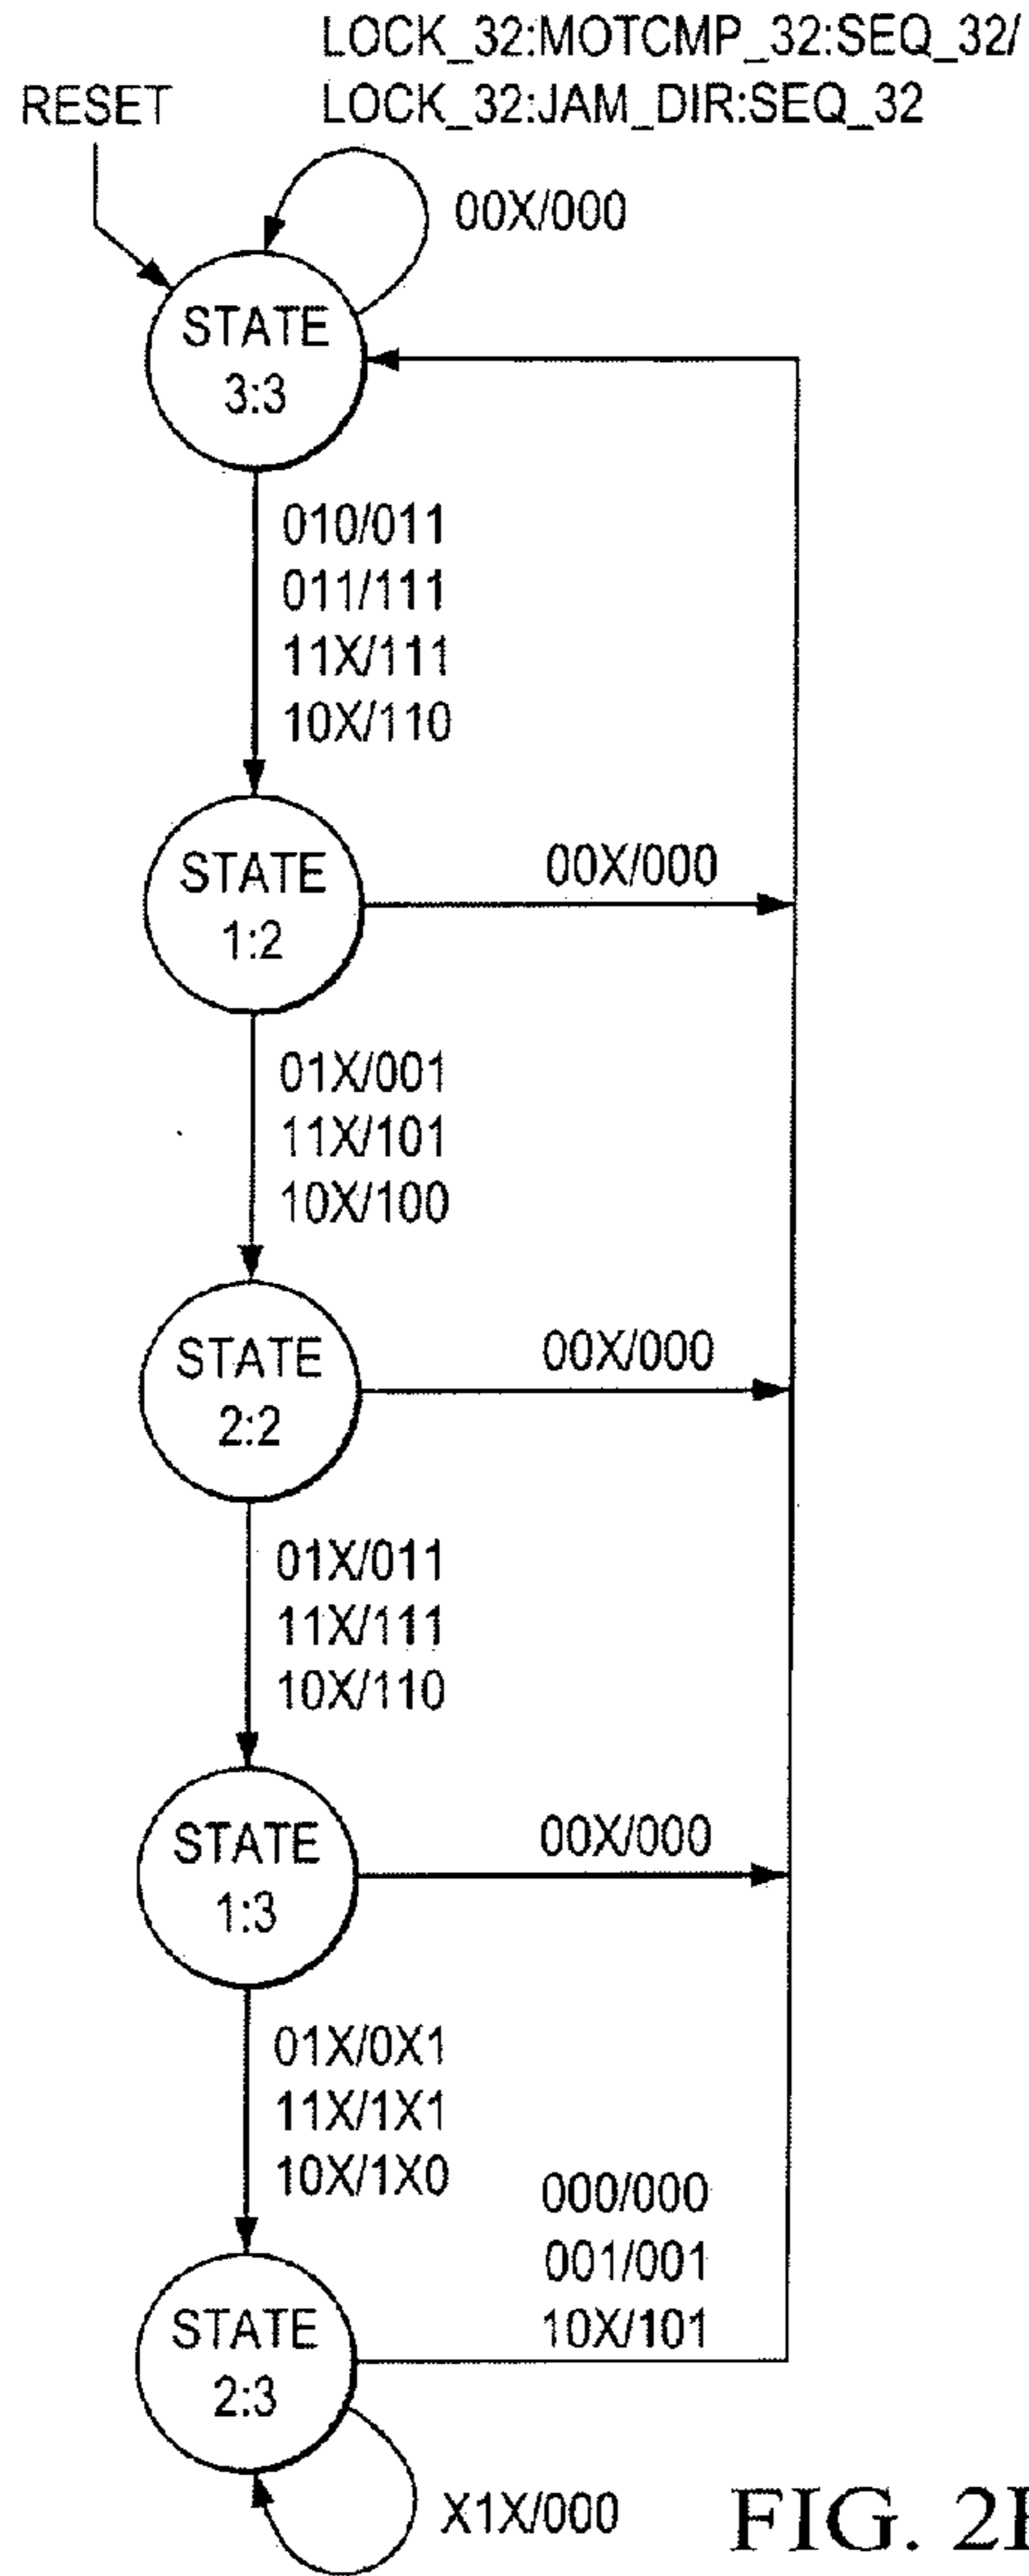 LOCK_32:MOTCMP_32:SEQ_32/
RESET
LOCK_32:JAM_DIR:SEQ_32
00X/000
STATE
3:3
010/011
011/111
11X/111
10X/110
STATE
1:2
00X/000
01X/001
11X/101
10X/100
STATE
2:2
00X/000
01X/011
11X/111
10X/110
STATE
1:3
00X/000
01X/0X1
11X/1X1
10X/1X0
000/000
001/001
10X/101
STATE
2:3
X1X/000